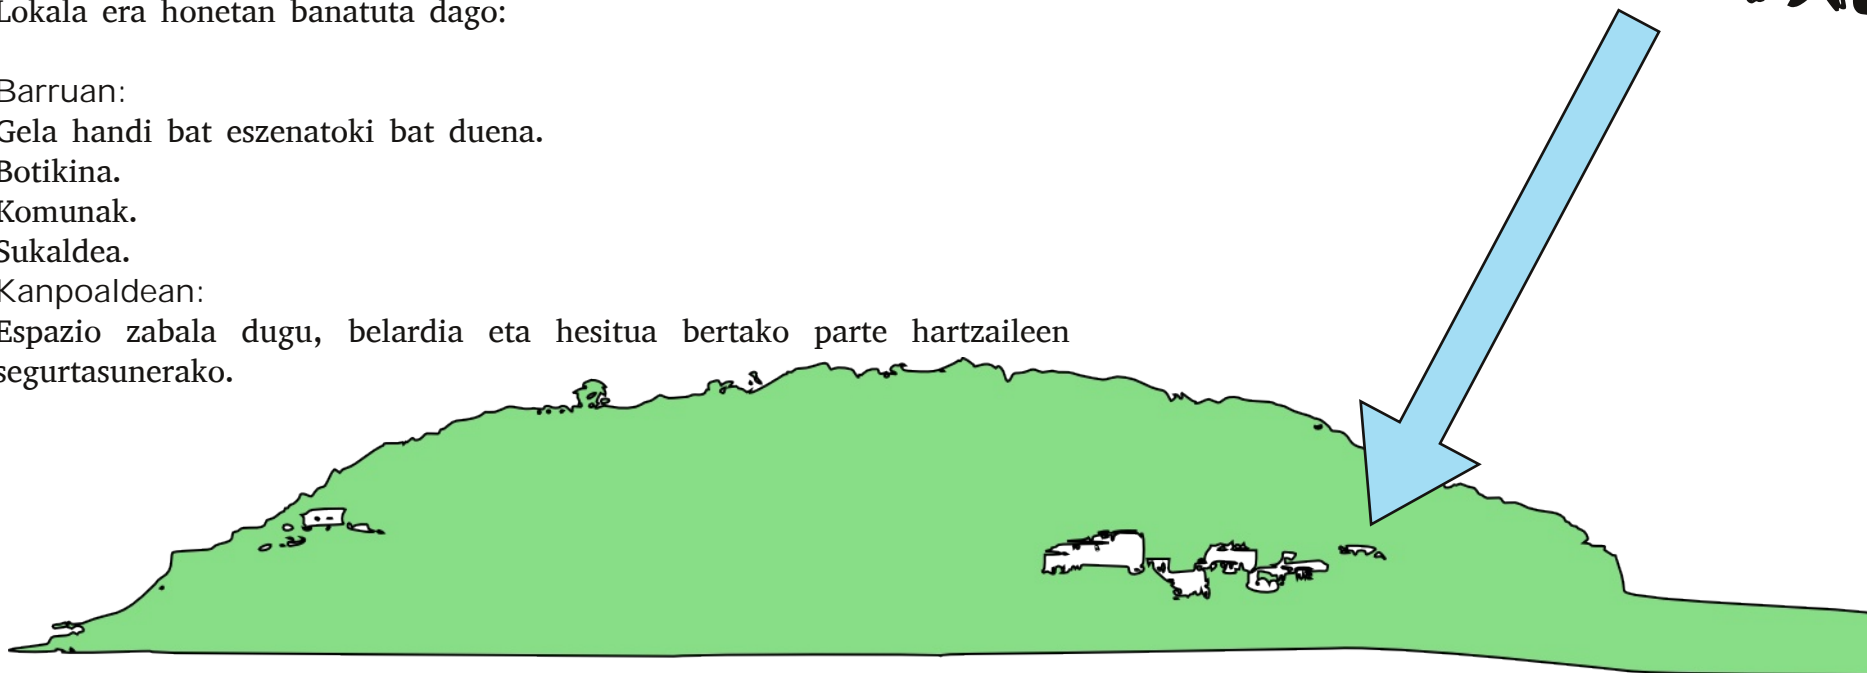 Lokala era honetan banatuta dago:
Barruan:
Gela handi bat eszenatoki bat duena.
Botikina.
Komunak.
Sukaldea.
Kanpoaldean:
Espazio zabala dugu, belardia eta hesitua bertako parte hartzaileen
segurtasunerako.